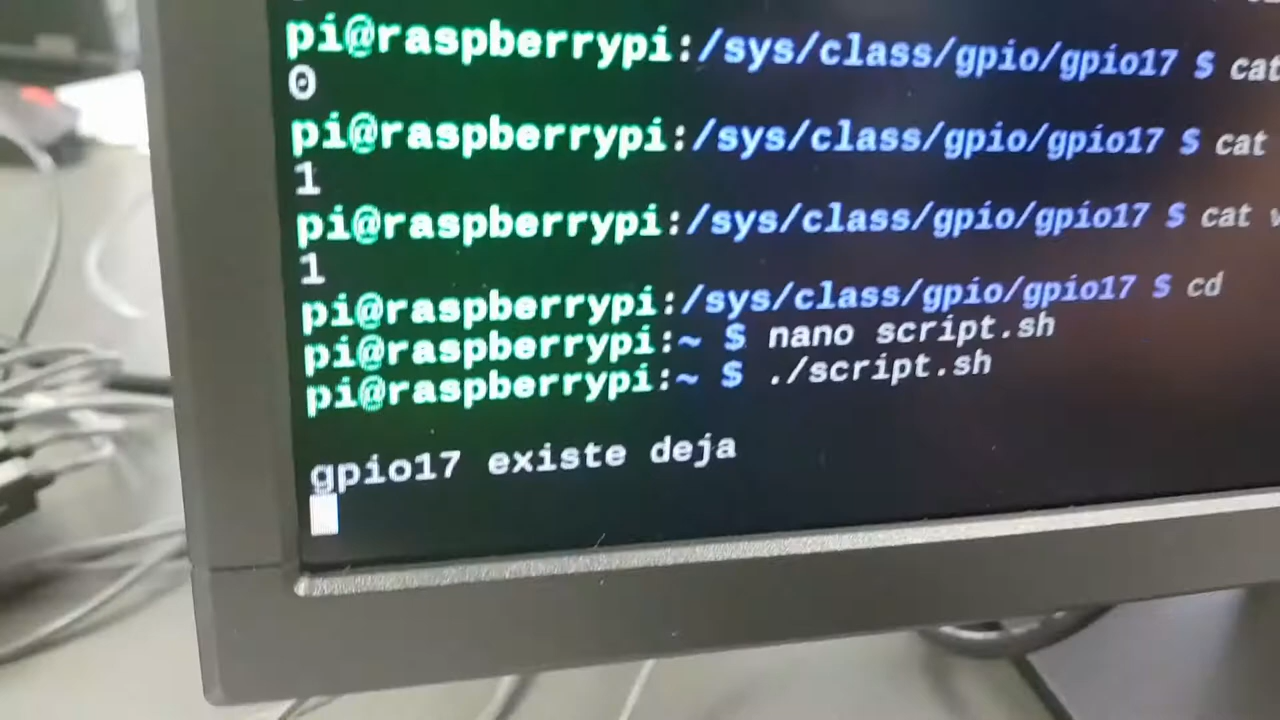 pi@raspberrypi:/sys/class/gpio/gpio17 $ cat
0
pi@raspberrypi:/sys/class/gpio/gpio17 $ cat
1
pi@raspberrypi:/sys/class/gpio/gpio17 $ cat
1
pi@raspberrypi:/sys/class/gpio/gpio17 $ cd
pi@raspberrypi:~ $ nano script.sh
pi@raspberrypi:~ $ ./script.sh
gpio17 existe deja